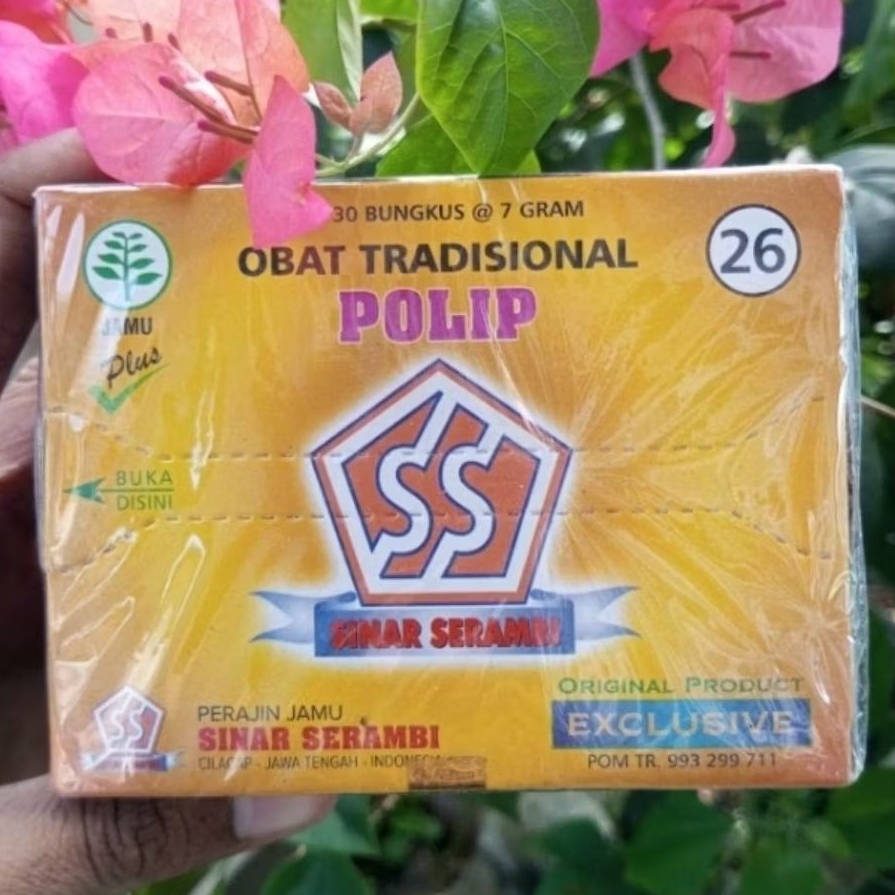 30 BUNGKUS @ 7 GRAM
OBAT TRADISIONAL
26
POLIP
JAMU
Plus
SS
BUKA
DISINI
SINAR SERAMBI
ORIGINAL PRODUCT
EXCLUSIVE
POM TR. 993 299 711
SS
PERAJIN JAMU
SINAR SERAMBI
CILACAP - JAWA TENGAH - INDONESIA